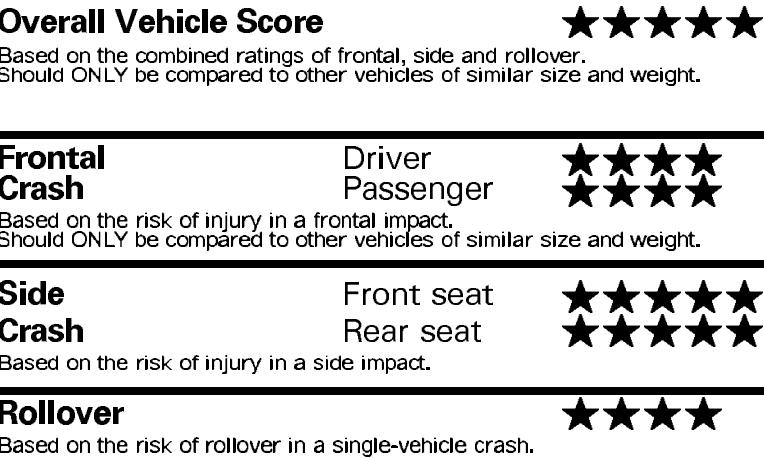 Overall Vehicle Score ★★★★★
Based on the combined ratings of frontal, side and rollover.
Should ONLY be compared to other vehicles of similar size and weight.
Frontal Driver ★★★★
Crash Passenger ★★★★
Based on the risk of injury in a frontal impact.
Should ONLY be compared to other vehicles of similar size and weight.
Side Front seat ★★★★★
Crash Rear seat ★★★★★
Based on the risk of injury in a side impact.
Rollover ★★★★
Based on the risk of rollover in a single-vehicle crash.